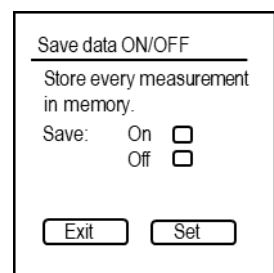 Save data ON/OFF
Store every measurement
in memory.
Save: On
Off
Exit Set